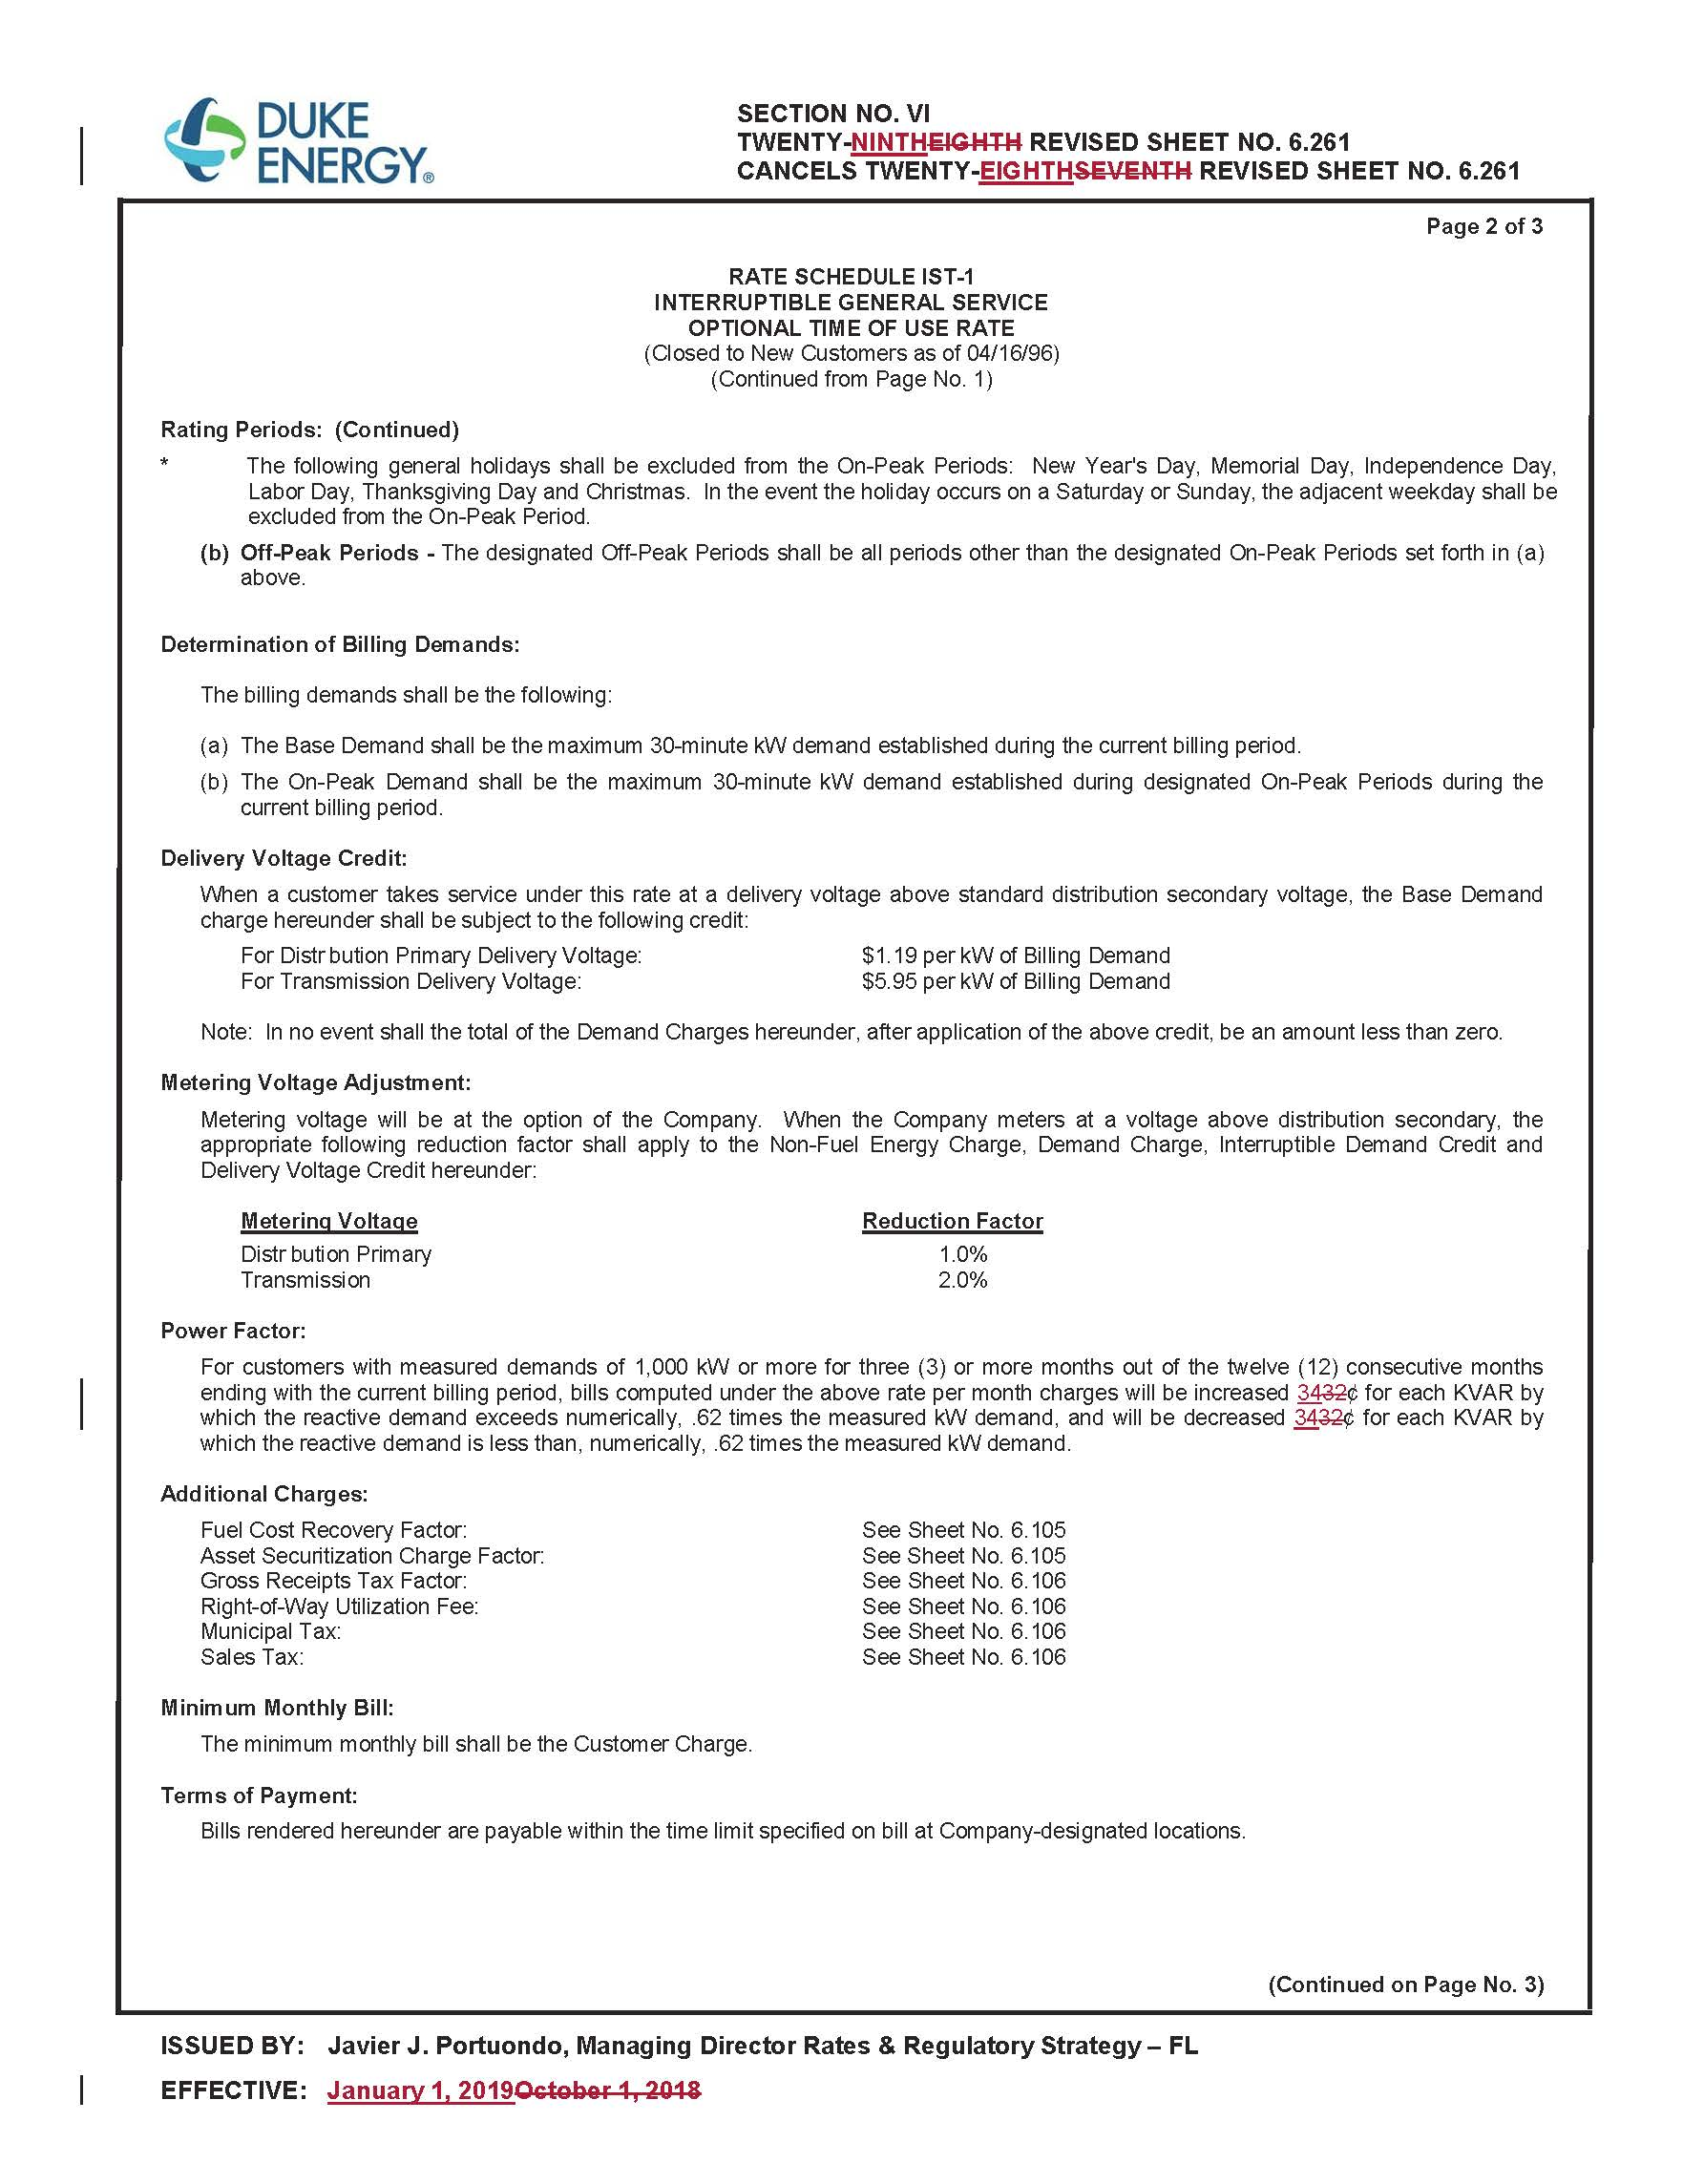 DUKE
ENERGY®
SECTION NO. VI
TWENTY-NINTHEIGHTH REVISED SHEET NO. 6.261
CANCELS TWENTY-EIGHTHSEVENTH REVISED SHEET NO. 6.261
Page 2 of 3
RATE SCHEDULE IST-1
INTERRUPTIBLE GENERAL SERVICE
OPTIONAL TIME OF USE RATE
(Closed to New Customers as of 04/16/96)
(Continued from Page No. 1)
Rating Periods: (Continued)
* The following general holidays shall be excluded from the On-Peak Periods: New Year's Day, Memorial Day, Independence Day,
Labor Day, Thanksgiving Day and Christmas. In the event the holiday occurs on a Saturday or Sunday, the adjacent weekday shall be
excluded from the On-Peak Period.
(b) Off-Peak Periods - The designated Off-Peak Periods shall be all periods other than the designated On-Peak Periods set forth in (a)
above.
Determination of Billing Demands:
The billing demands shall be the following:
(a) The Base Demand shall be the maximum 30-minute kW demand established during the current billing period.
(b) The On-Peak Demand shall be the maximum 30-minute kW demand established during designated On-Peak Periods during the
current billing period.
Delivery Voltage Credit:
When a customer takes service under this rate at a delivery voltage above standard distribution secondary voltage, the Base Demand
charge hereunder shall be subject to the following credit:
For Distr bution Primary Delivery Voltage: $1.19 per kW of Billing Demand
For Transmission Delivery Voltage: $5.95 per kW of Billing Demand
Note: In no event shall the total of the Demand Charges hereunder, after application of the above credit, be an amount less than zero.
Metering Voltage Adjustment:
Metering voltage will be at the option of the Company. When the Company meters at a voltage above distribution secondary, the
appropriate following reduction factor shall apply to the Non-Fuel Energy Charge, Demand Charge, Interruptible Demand Credit and
Delivery Voltage Credit hereunder:
Metering Voltage Reduction Factor
Distr bution Primary 1.0%
Transmission 2.0%
Power Factor:
For customers with measured demands of 1,000 kW or more for three (3) or more months out of the twelve (12) consecutive months
ending with the current billing period, bills computed under the above rate per month charges will be increased 3432¢ for each KVAR by
which the reactive demand exceeds numerically, .62 times the measured kW demand, and will be decreased 3432¢ for each KVAR by
which the reactive demand is less than, numerically, .62 times the measured kW demand.
Additional Charges:
Fuel Cost Recovery Factor: See Sheet No. 6.105
Asset Securitization Charge Factor: See Sheet No. 6.105
Gross Receipts Tax Factor: See Sheet No. 6.106
Right-of-Way Utilization Fee: See Sheet No. 6.106
Municipal Tax: See Sheet No. 6.106
Sales Tax: See Sheet No. 6.106
Minimum Monthly Bill:
The minimum monthly bill shall be the Customer Charge.
Terms of Payment:
Bills rendered hereunder are payable within the time limit specified on bill at Company-designated locations.
(Continued on Page No. 3)
ISSUED BY: Javier J. Portuondo, Managing Director Rates & Regulatory Strategy – FL
EFFECTIVE: January 1, 2019October 1, 2018